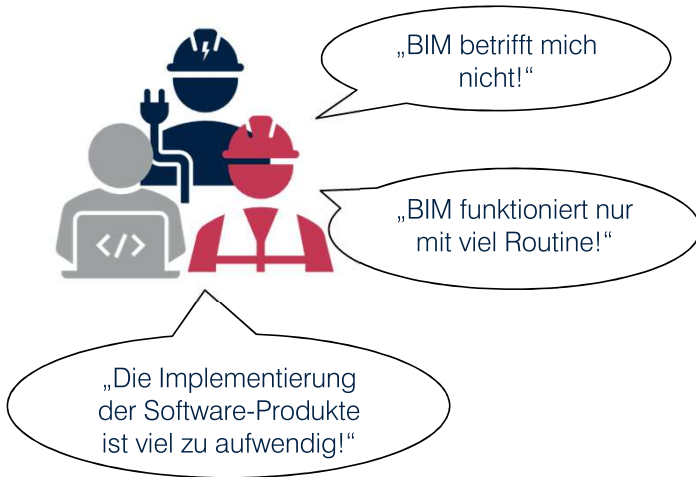 „BIM betrifft mich
nicht!“
„BIM funktioniert nur
mit viel Routine!“
</>
„Die Implementierung
der Software-Produkte
ist viel zu aufwendig!“